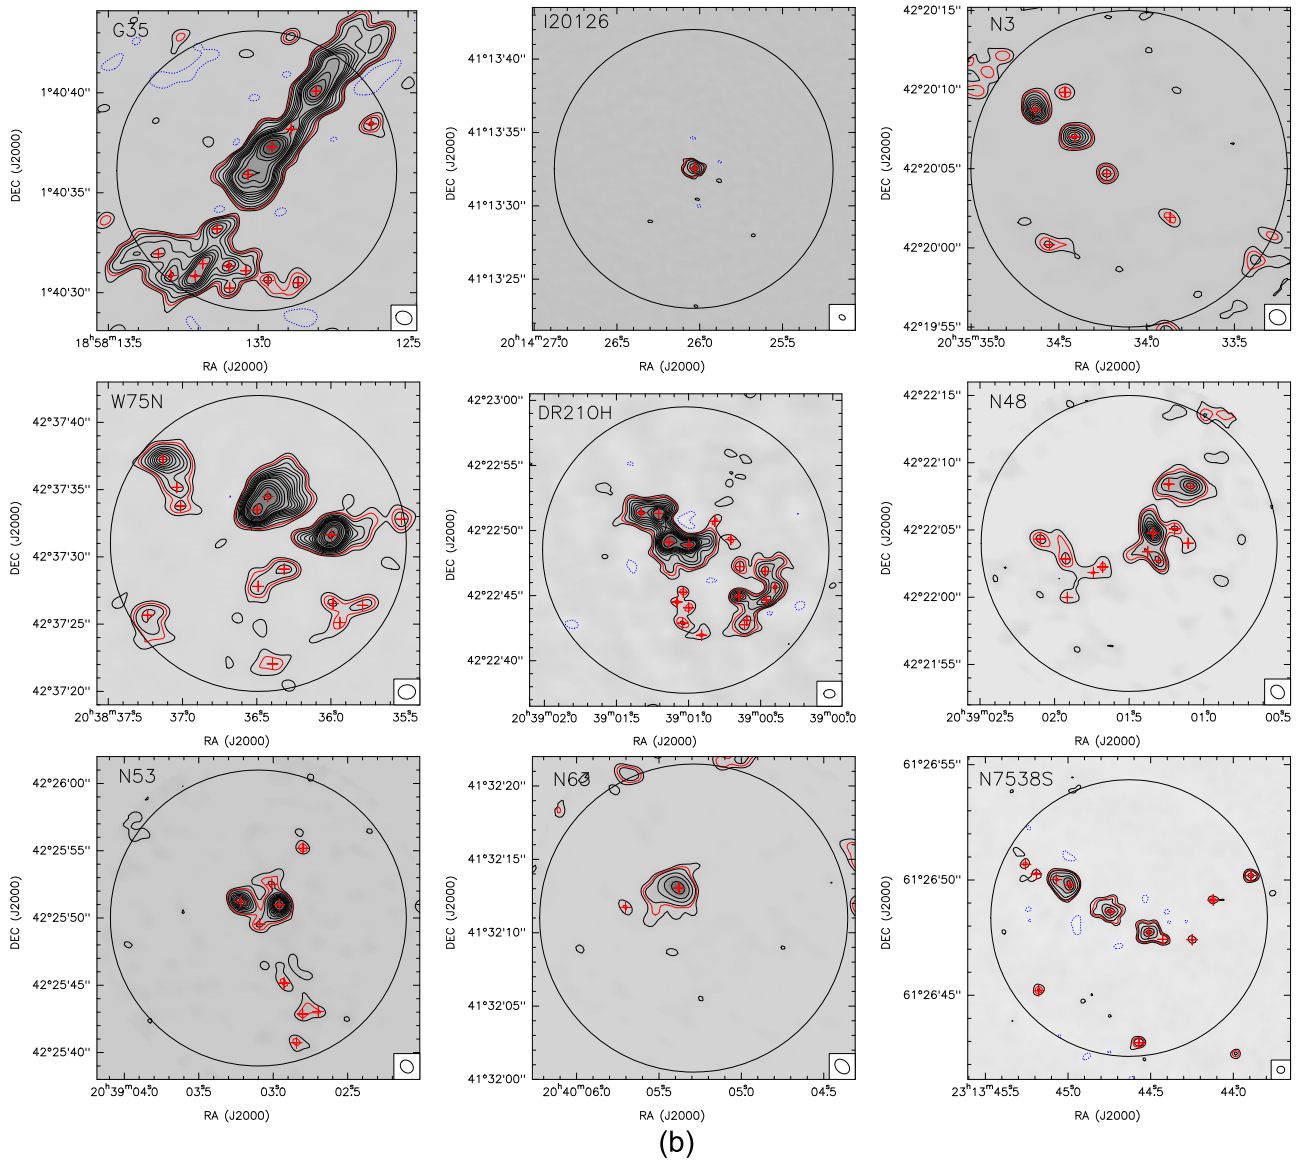 G35
I20126
N3
DEC (J2000)
1°40'40''
1°40'35''
1°40'30''
18ʰ58ᵐ13ˢ.5
13ˢ.0
12ˢ.5
RA (J2000)
DEC (J2000)
41°13'40''
41°13'35''
41°13'30''
41°13'25''
20ʰ14ᵐ27ˢ.0
26ˢ.5
26ˢ.0
25ˢ.5
RA (J2000)
DEC (J2000)
42°20'15''
42°20'10''
42°20'05''
42°20'00''
42°19'55''
20ʰ35ᵐ35ˢ.0
34ˢ.5
34ˢ.0
33ˢ.5
RA (J2000)
W75N
DR21OH
N48
DEC (J2000)
42°37'40''
42°37'35''
42°37'30''
42°37'25''
42°37'20''
20ʰ38ᵐ37ˢ.5
37ˢ.0
36ˢ.5
36ˢ.0
35ˢ.5
RA (J2000)
DEC (J2000)
42°23'00''
42°22'55''
42°22'50''
42°22'45''
42°22'40''
20ʰ39ᵐ02ˢ.0
39ᵐ01ˢ.5
39ᵐ01ˢ.0
39ᵐ00ˢ.5
39ᵐ00ˢ.0
RA (J2000)
DEC (J2000)
42°22'15''
42°22'10''
42°22'05''
42°22'00''
42°21'55''
20ʰ39ᵐ02ˢ.5
02ˢ.0
01ˢ.5
01ˢ.0
00ˢ.5
RA (J2000)
N53
N63
N7538S
DEC (J2000)
42°26'00''
42°25'55''
42°25'50''
42°25'45''
42°25'40''
20ʰ39ᵐ04ˢ.0
03ˢ.5
03ˢ.0
02ˢ.5
RA (J2000)
DEC (J2000)
41°32'20''
41°32'15''
41°32'10''
41°32'05''
41°32'00''
20ʰ40ᵐ06ˢ.0
05ˢ.5
05ˢ.0
04ˢ.5
RA (J2000)
DEC (J2000)
61°26'55''
61°26'50''
61°26'45''
23ʰ13ᵐ45ˢ.5
45ˢ.0
44ˢ.5
44ˢ.0
RA (J2000)
(b)